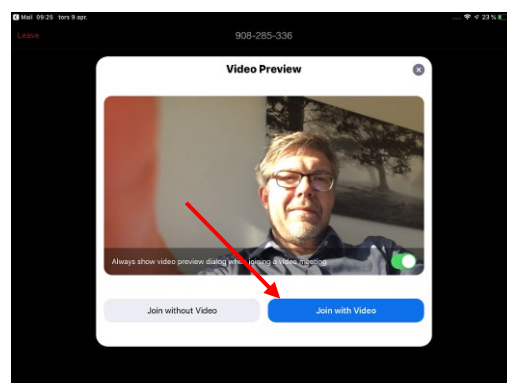 Mail 09:25 tors 9 apr. 23 %
Leave 908-285-336
Video Preview
Always show video preview dialog when joining a video meeting
Join without Video Join with Video